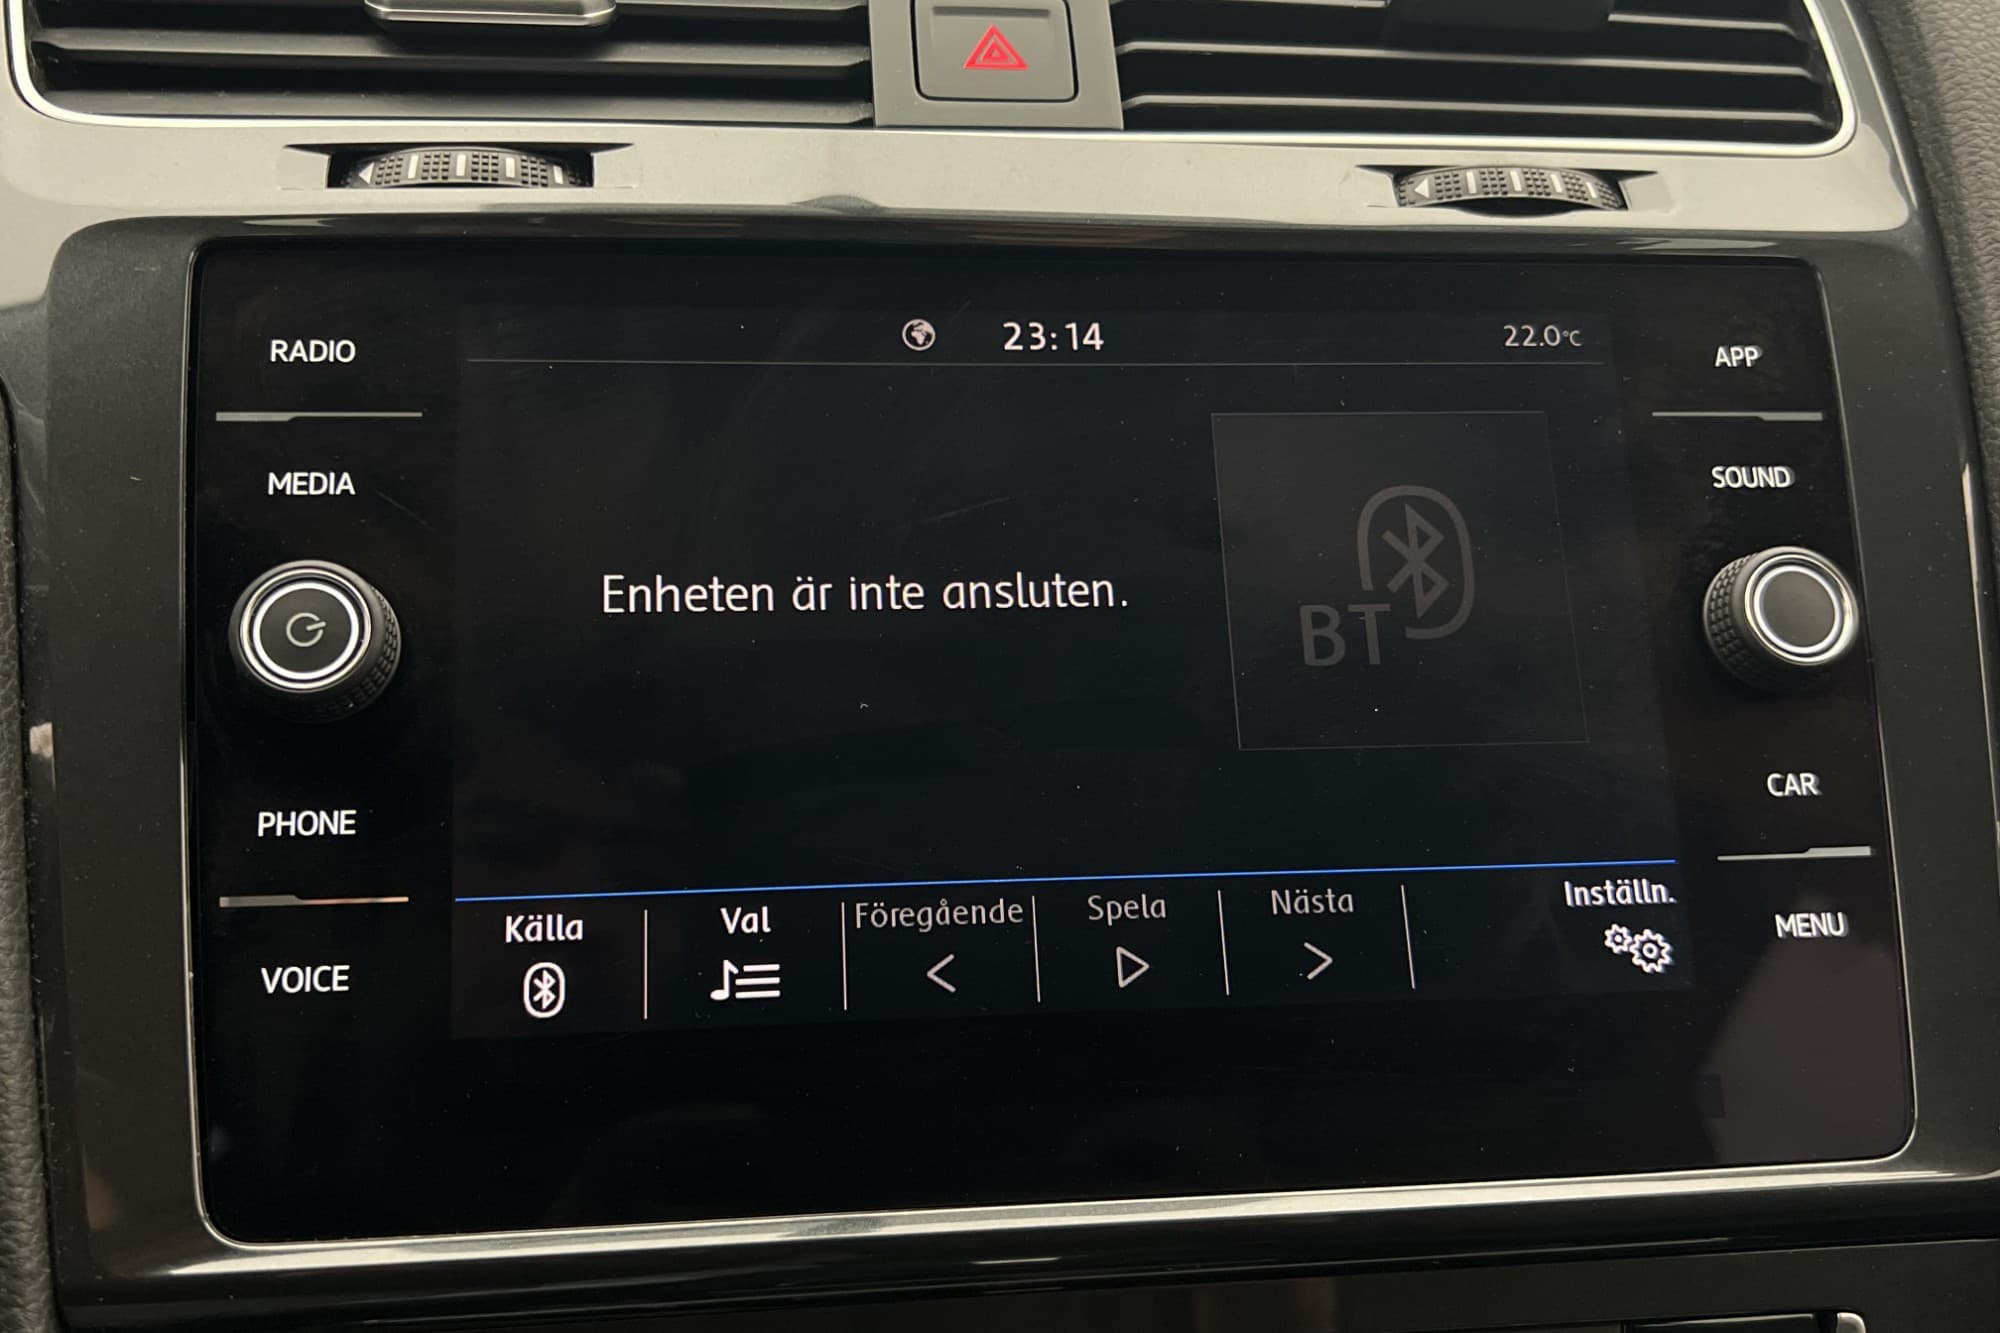 RADIO
23:14
22.0°C
APP
MEDIA
SOUND
Enheten är inte ansluten.
BT
PHONE
CAR
Källa
Val
Föregående
Spela
Nästa
Inställn.
MENU
VOICE